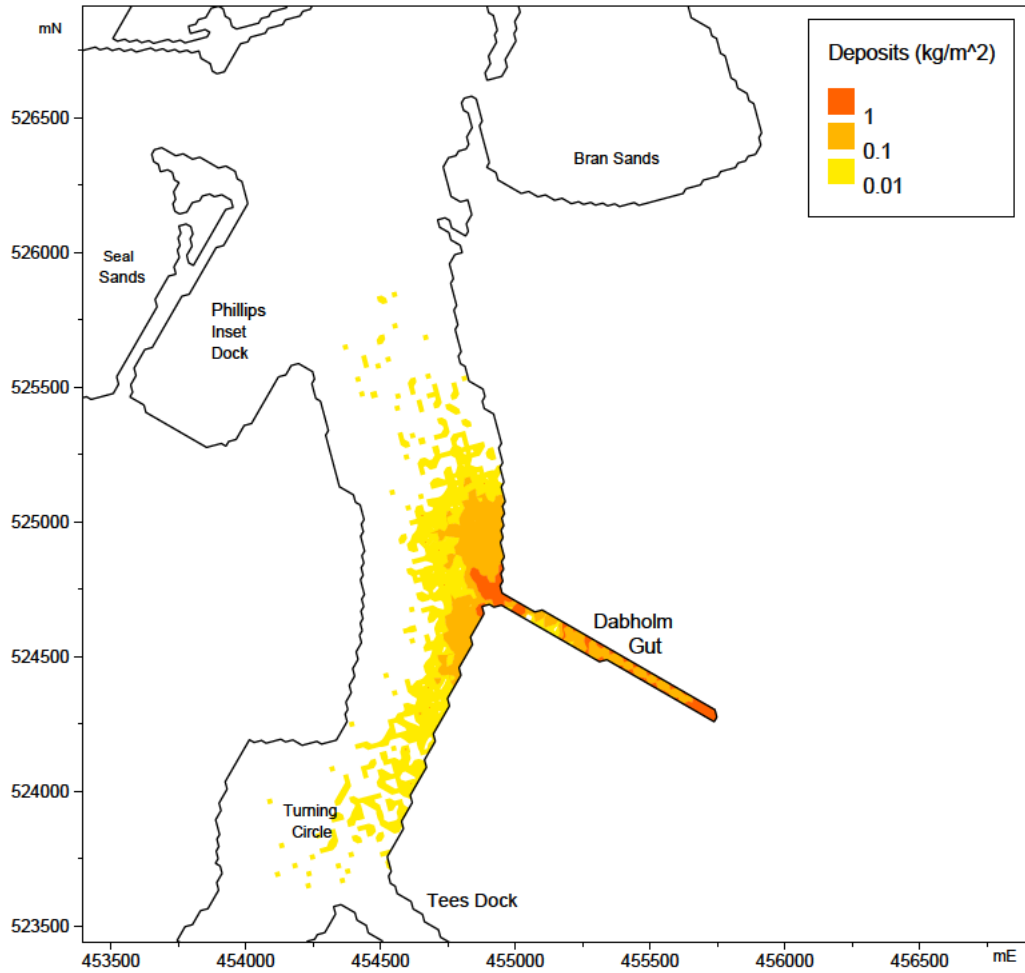 mN
Deposits (kg/m^2)
1
0.1
0.01
526500
Bran Sands
526000
Seal
Sands
Phillips
Inset
Dock
525500
525000
Dabholm
Gut
524500
524000
Turning
Circle
Tees Dock
523500
453500
454000
454500
455000
455500
456000
456500
mE